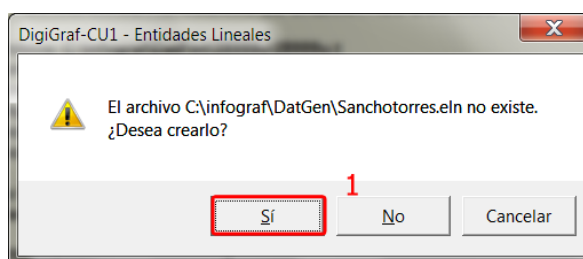 DigiGraf-CU1 - Entidades Lineales
El archivo C:\infograf\DatGen\Sanchotorres.eln no existe.
¿Desea crearlo?
1
Sí
No
Cancelar